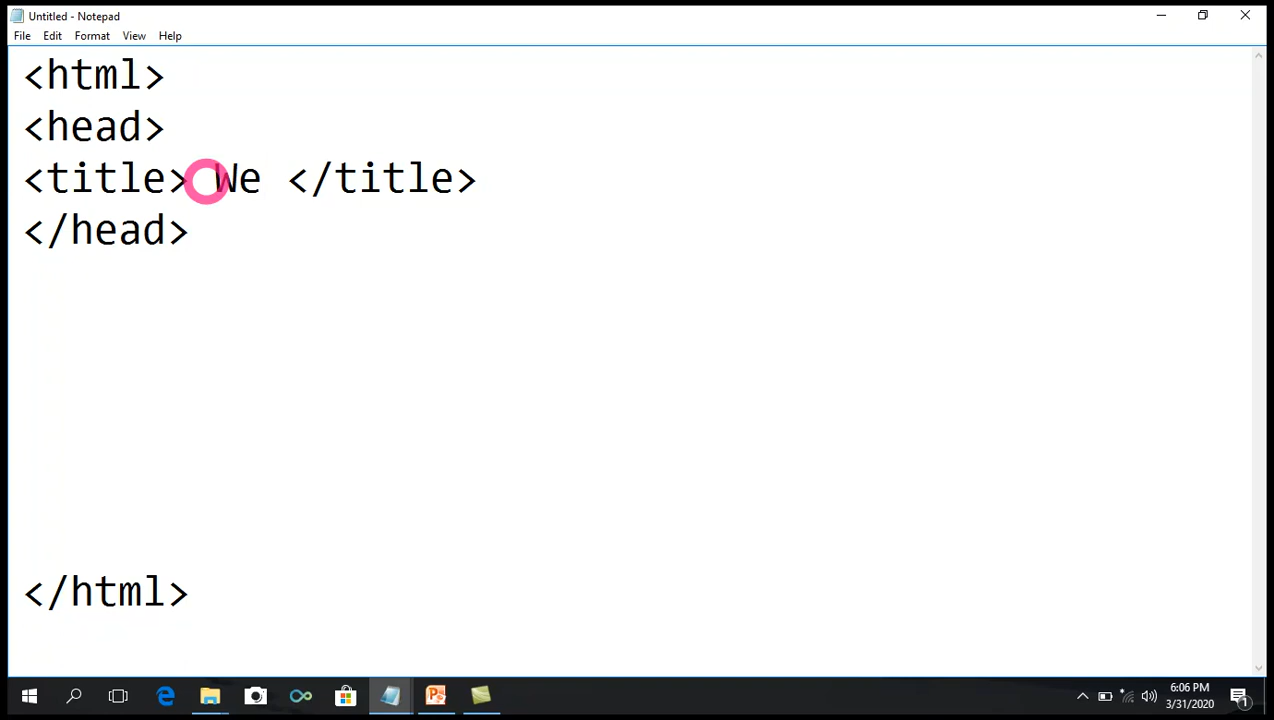 Untitled - Notepad
File Edit Format View Help
<html>
<head>
<title> We </title>
</head>
</html>
6:06 PM
3/31/2020
1